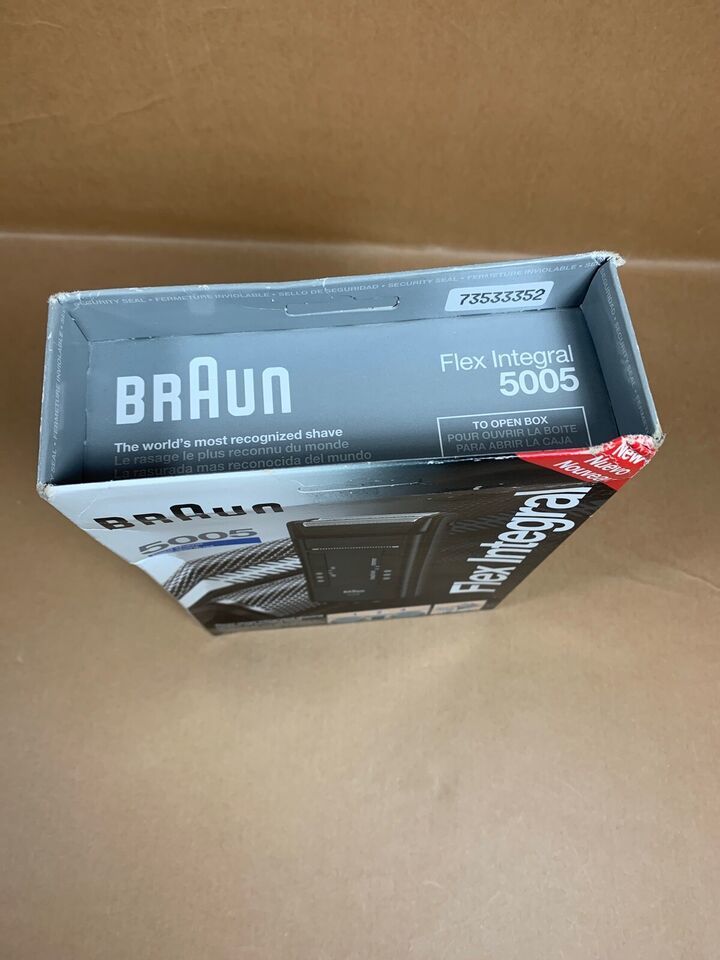 SECURITY SEAL • FERMETURE INVIOLABLE • SELLO DE SEGURIDAD • SECURITY SEAL • FERMETURE INVIOLABLE •
73533352
BRAUN
Flex Integral
5005
The world's most recognized shave
Le rasage le plus reconnu du monde
La rasurada mas reconocida del mundo
TO OPEN BOX
POUR OUVRIR LA BOITE
PARA ABRIR LA CAJA
New
Nuevo
Nouveau
BRAUN
5005
Flex Integral
BRAUN